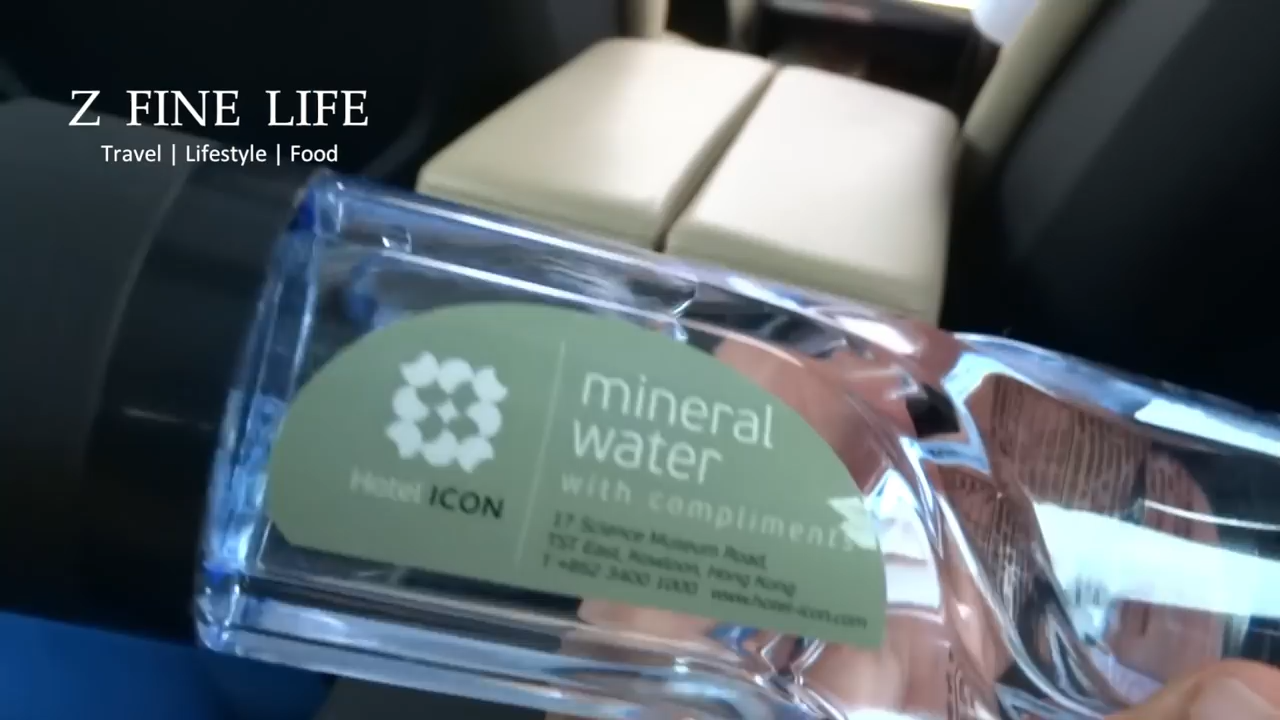 Z FINE LIFE
Travel | Lifestyle | Food
Hotel ICON
mineral
water
with compliments
17 Science Museum Road,
TST East, Kowloon, Hong Kong
T +852 3400 1000 www.hotel-icon.com